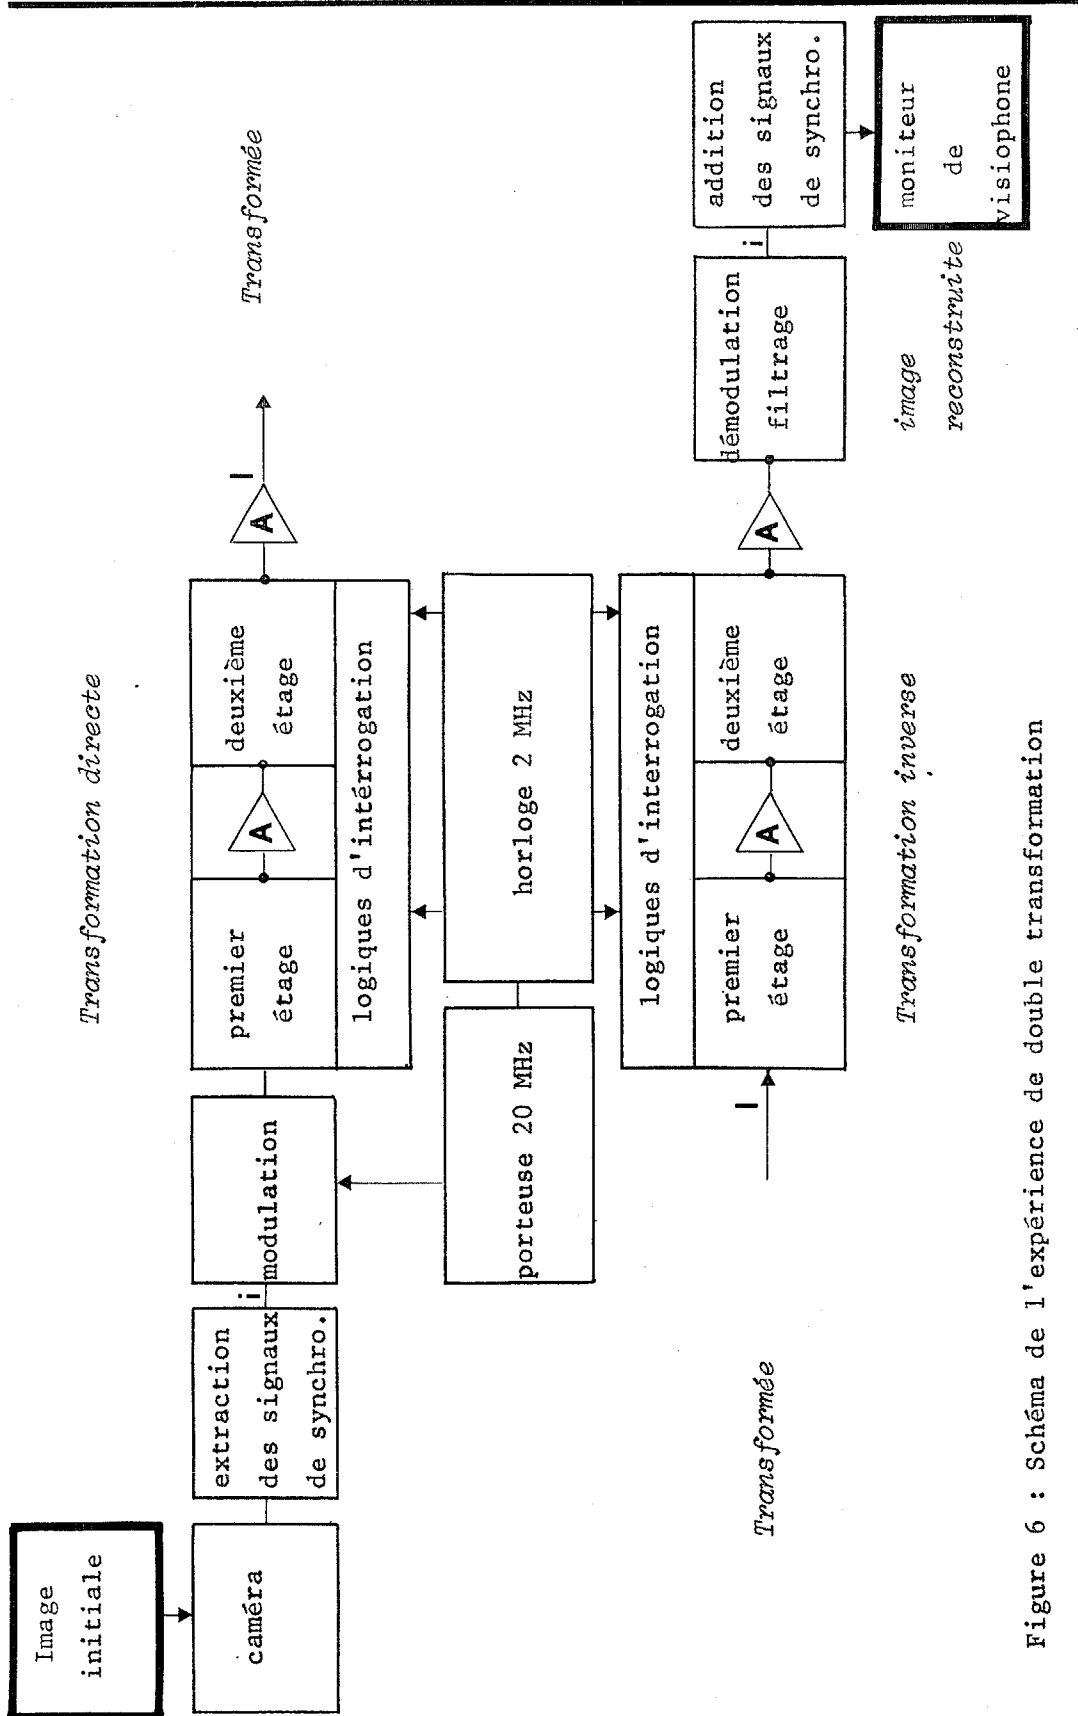 Image
initiale
caméra
extraction
des signaux
de synchro.
i
modulation
Transformation directe
premier
étage
A
deuxième
étage
logiques d'intérrogation
A
I
Transformée
porteuse 20 MHz
horloge 2 MHz
Transformée
I
logiques d'interrogation
premier
étage
A
deuxième
étage
Transformation inverse
A
démodulation
filtrage
i
addition
des signaux
de synchro.
moniteur
de
visiophone
image
reconstruite
Figure 6 : Schéma de l'expérience de double transformation